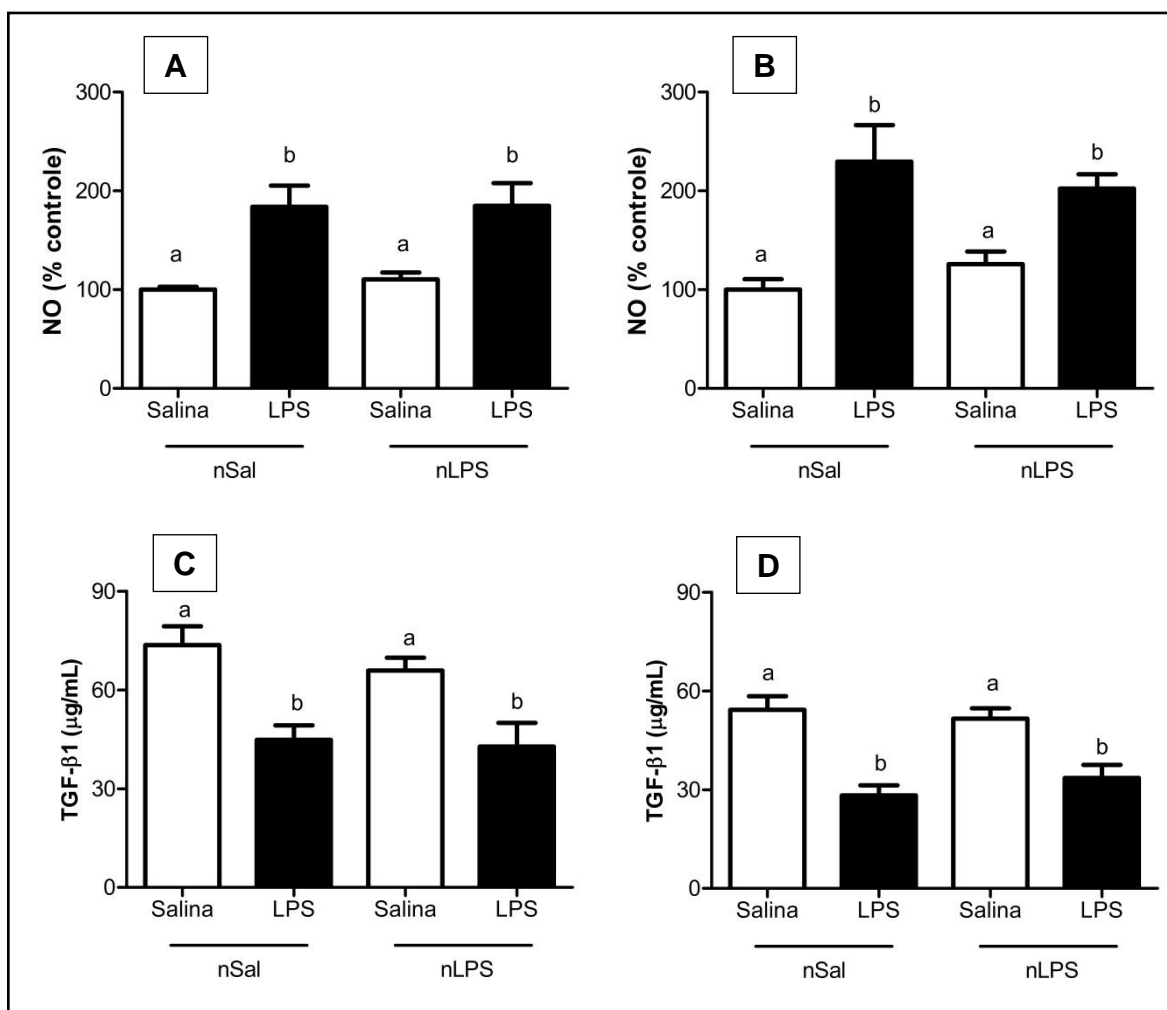 A
NO (% controle)
300
200
100
0
a
b
a
b
Salina LPS Salina LPS
nSal nLPS
B
NO (% controle)
300
200
100
0
a
b
a
b
Salina LPS Salina LPS
nSal nLPS
C
TGF-β1 (μg/mL)
90
60
30
0
a
b
a
b
Salina LPS Salina LPS
nSal nLPS
D
TGF-β1 (μg/mL)
90
60
30
0
a
b
a
b
Salina LPS Salina LPS
nSal nLPS